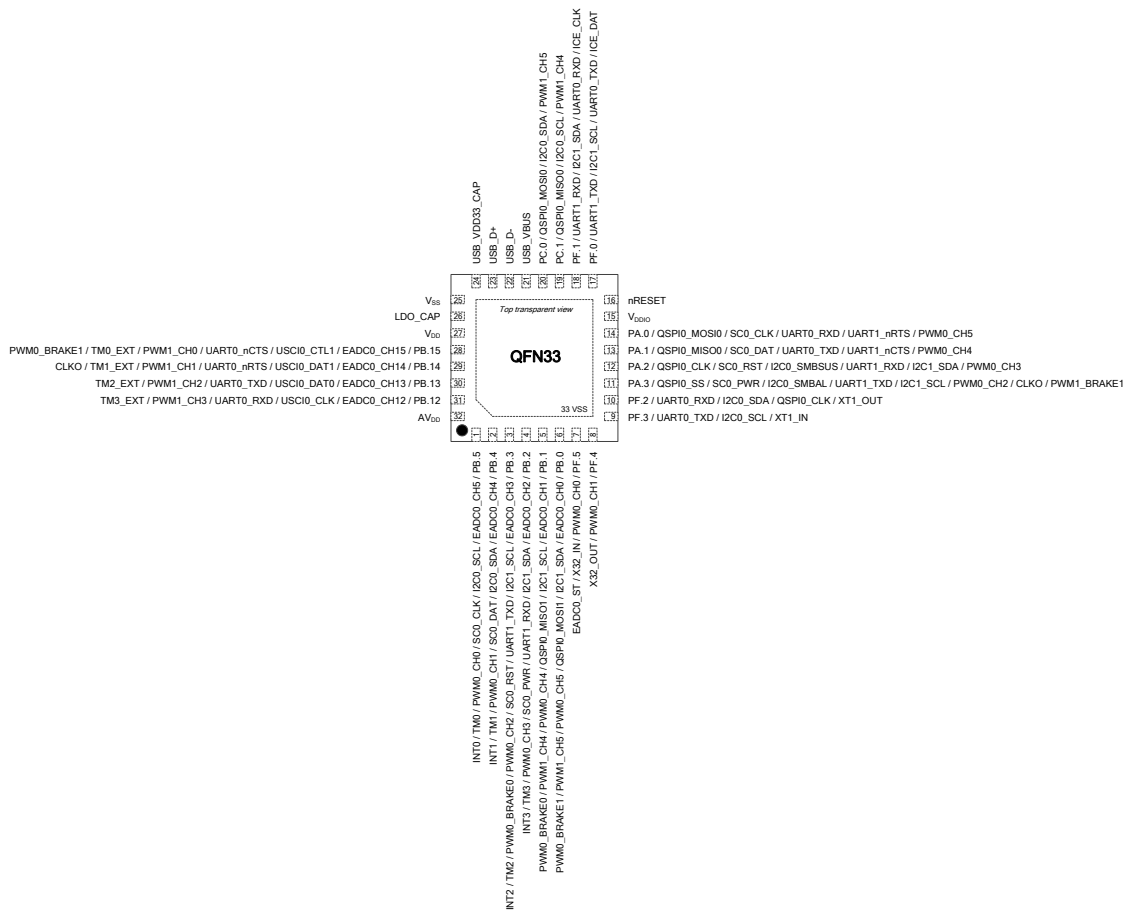 USB_VDD33_CAP
USB_D+
USB_D-
USB_VBUS
PC.0 / QSPI0_MOSI0 / I2C0_SDA / PWM1_CH5
PC.1 / QSPI0_MISO0 / I2C0_SCL / PWM1_CH4
PF.1 / UART1_RXD / I2C1_SDA / UART0_RXD / ICE_CLK
PF.0 / UART1_TXD / I2C1_SCL / UART0_TXD / ICE_DAT
24
23
22
21
20
19
18
17
VSS
25
LDO_CAP
26
VDD
27
PWM0_BRAKE1 / TM0_EXT / PWM1_CH0 / UART0_nCTS / USCI0_CTL1 / EADC0_CH15 / PB.15
28
CLKO / TM1_EXT / PWM1_CH1 / UART0_nRTS / USCI0_DAT1 / EADC0_CH14 / PB.14
29
TM2_EXT / PWM1_CH2 / UART0_TXD / USCI0_DAT0 / EADC0_CH13 / PB.13
30
TM3_EXT / PWM1_CH3 / UART0_RXD / USCI0_CLK / EADC0_CH12 / PB.12
31
AVDD
32
Top transparent view
QFN33
33 VSS
16
nRESET
15
VDDIO
14
PA.0 / QSPI0_MOSI0 / SC0_CLK / UART0_RXD / UART1_nRTS / PWM0_CH5
13
PA.1 / QSPI0_MISO0 / SC0_DAT / UART0_TXD / UART1_nCTS / PWM0_CH4
12
PA.2 / QSPI0_CLK / SC0_RST / I2C0_SMBSUS / UART1_RXD / I2C1_SDA / PWM0_CH3
11
PA.3 / QSPI0_SS / SC0_PWR / I2C0_SMBAL / UART1_TXD / I2C1_SCL / PWM0_CH2 / CLKO / PWM1_BRAKE1
10
PF.2 / UART0_RXD / I2C0_SDA / QSPI0_CLK / XT1_OUT
9
PF.3 / UART0_TXD / I2C0_SCL / XT1_IN
1
2
3
4
5
6
7
8
INT0 / TM0 / PWM0_CH0 / SC0_CLK / I2C0_SCL / EADC0_CH5 / PB.5
INT1 / TM1 / PWM0_CH1 / SC0_DAT / I2C0_SDA / EADC0_CH4 / PB.4
INT2 / TM2 / PWM0_BRAKE0 / PWM0_CH2 / SC0_RST / UART1_TXD / I2C1_SCL / EADC0_CH3 / PB.3
INT3 / TM3 / PWM0_CH3 / SC0_PWR / UART1_RXD / I2C1_SDA / EADC0_CH2 / PB.2
PWM0_BRAKE0 / PWM1_CH4 / PWM0_CH4 / QSPI0_MISO1 / I2C1_SCL / EADC0_CH1 / PB.1
PWM0_BRAKE1 / PWM1_CH5 / PWM0_CH5 / QSPI0_MOSI1 / I2C1_SDA / EADC0_CH0 / PB.0
EADC0_ST / X32_IN / PWM0_CH0 / PF.5
X32_OUT / PWM0_CH1 / PF.4